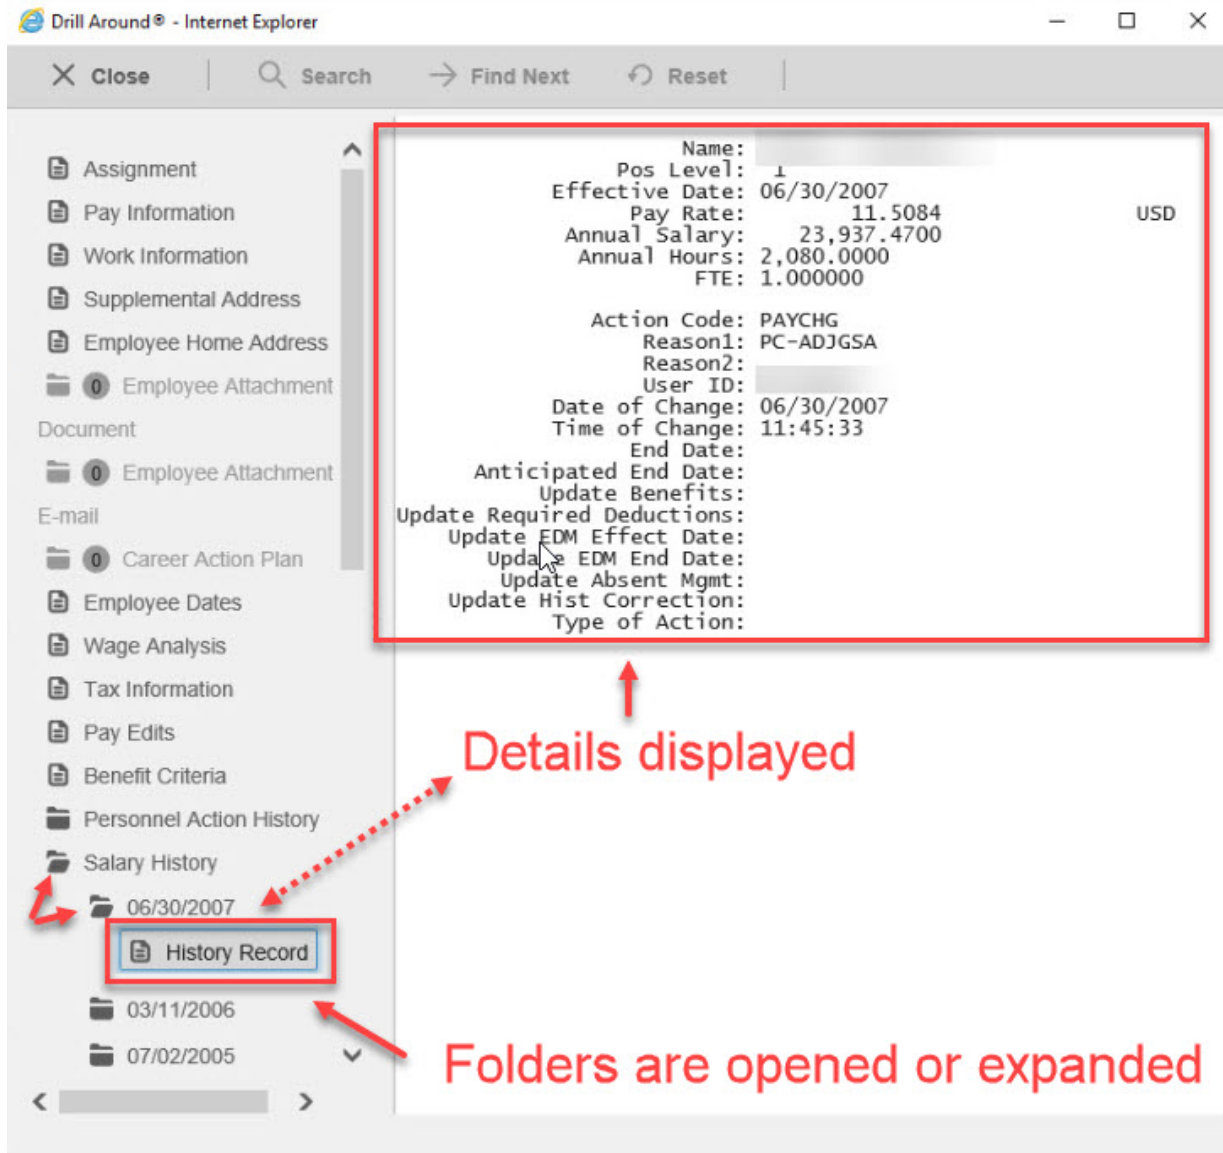 Drill Around® - Internet Explorer
Close
Search
Find Next
Reset
Assignment
Pay Information
Work Information
Supplemental Address
Employee Home Address
0 Employee Attachment
Document
0 Employee Attachment
E-mail
0 Career Action Plan
Employee Dates
Wage Analysis
Tax Information
Pay Edits
Benefit Criteria
Personnel Action History
Salary History
06/30/2007
History Record
03/11/2006
07/02/2005
Name:
Pos Level: 1
Effective Date: 06/30/2007
Pay Rate: 11.5084 USD
Annual Salary: 23,937.4700
Annual Hours: 2,080.0000
FTE: 1.000000
Action Code: PAYCHG
Reason1: PC-ADJGSA
Reason2:
User ID:
Date of Change: 06/30/2007
Time of Change: 11:45:33
End Date:
Anticipated End Date:
Update Benefits:
Update Required Deductions:
Update EDM Effect Date:
Update EDM End Date:
Update Absent Mgmt:
Update Hist Correction:
Type of Action:
Details displayed
Folders are opened or expanded